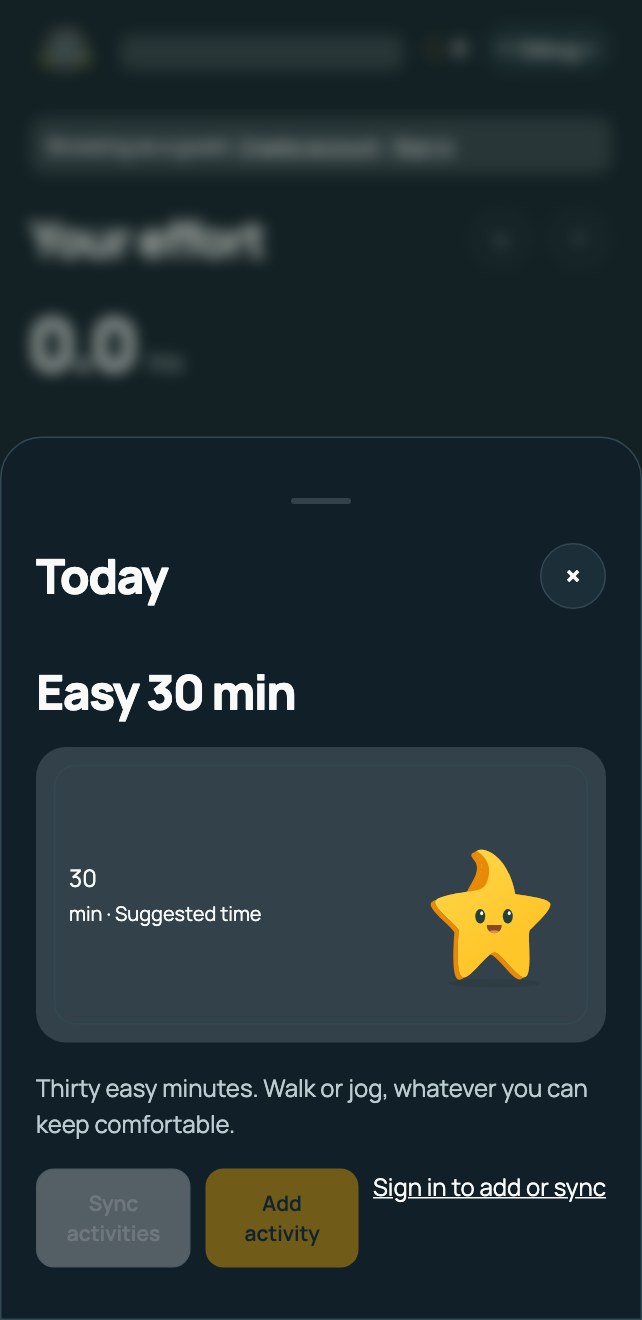 Your effort
0.0
Today
×
Easy 30 min
30
min · Suggested time
Thirty easy minutes. Walk or jog, whatever you can
keep comfortable.
Sync
activities
Add
activity
Sign in to add or sync